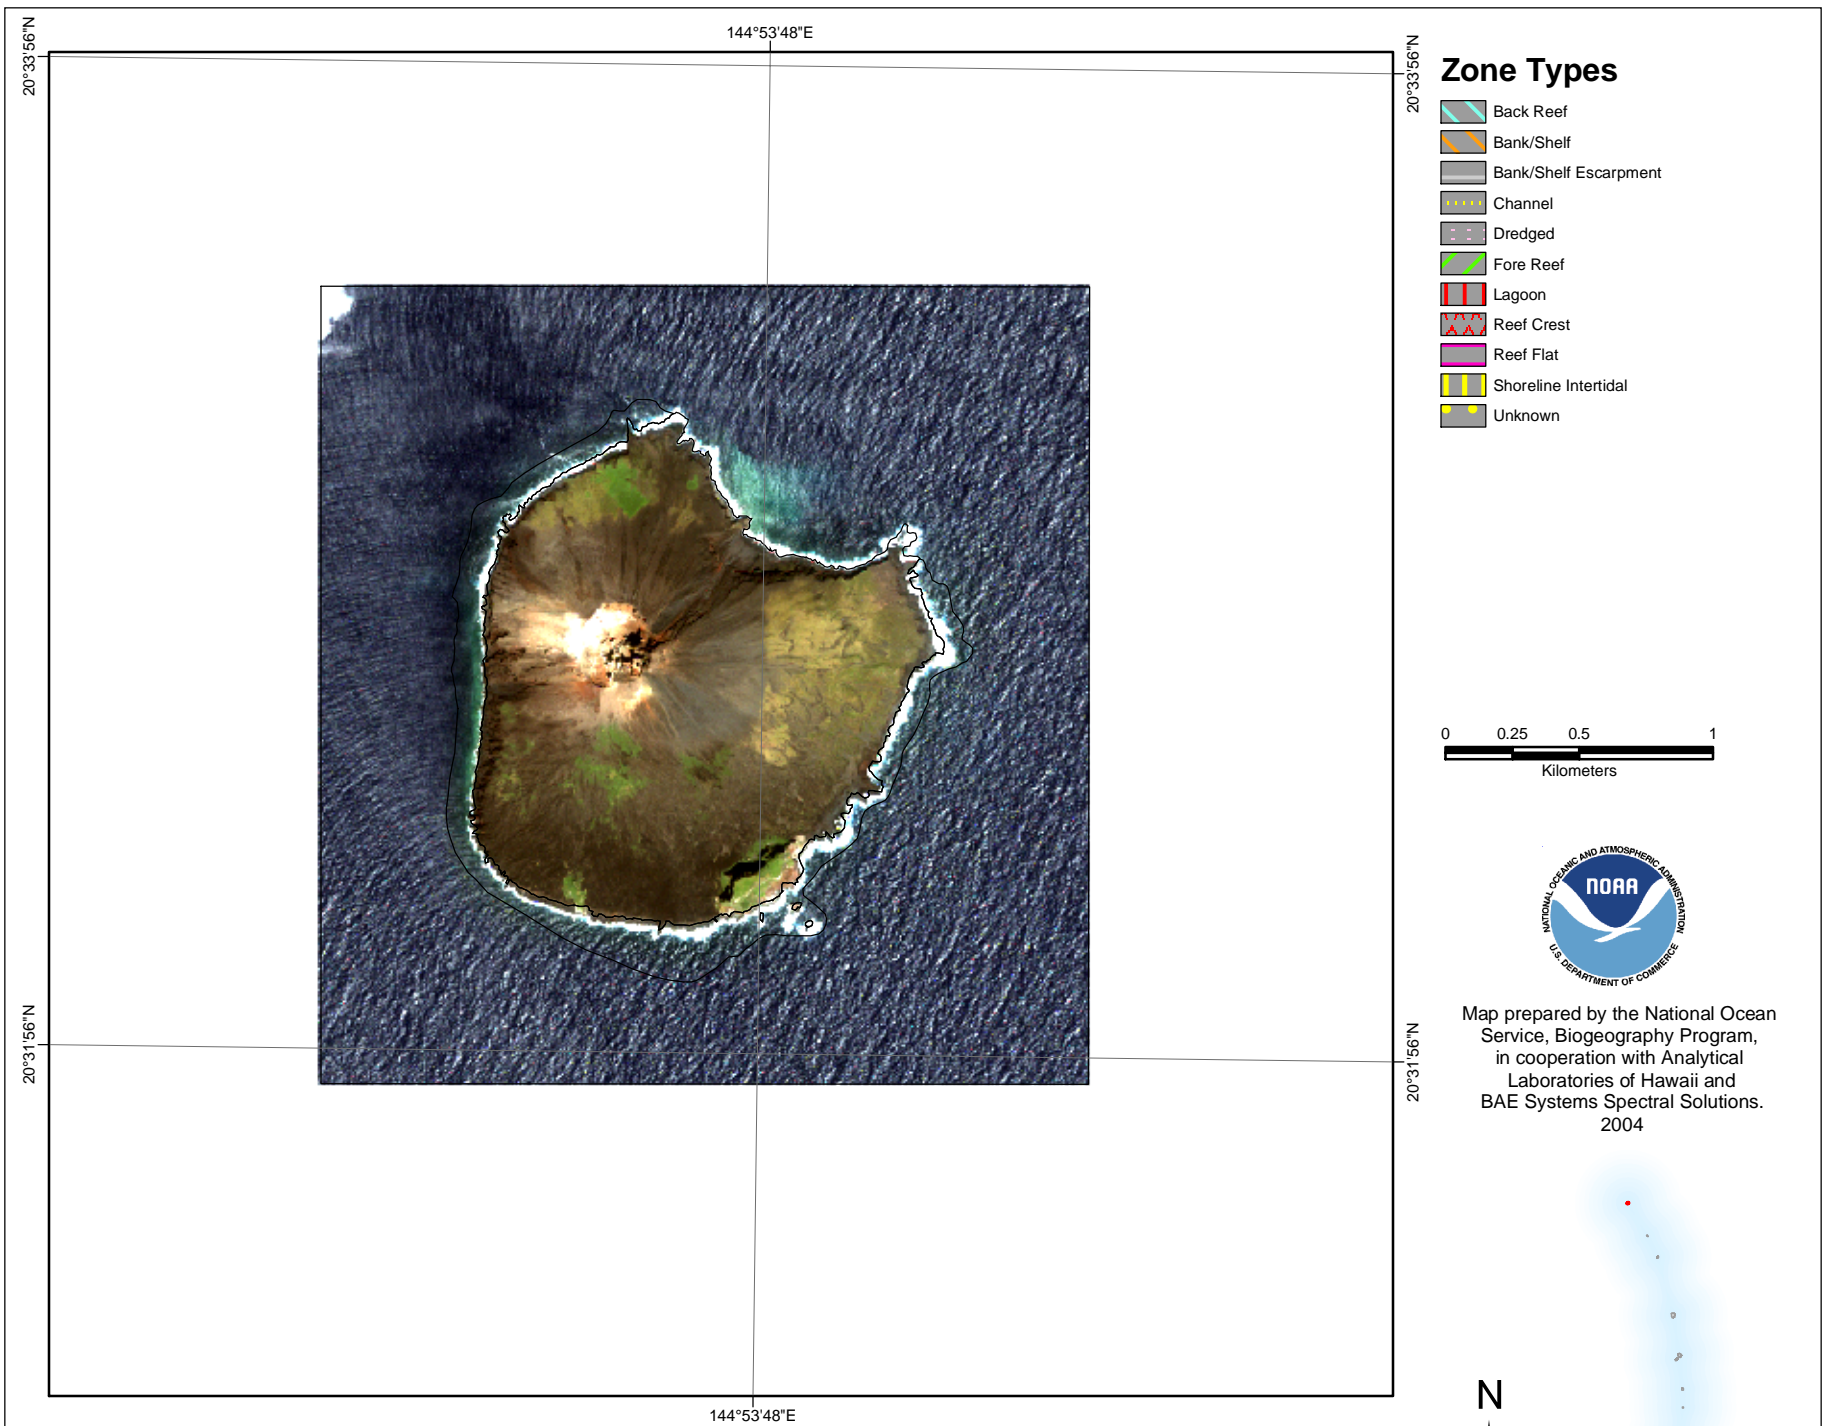 144°53'48"E
20°33'56"N
20°33'56"N
Zone Types
Back Reef
Bank/Shelf
Bank/Shelf Escarpment
Channel
Dredged
Fore Reef
Lagoon
Reef Crest
Reef Flat
Shoreline Intertidal
Unknown
0 0.25 0.5 1
Kilometers
NATIONAL OCEANIC AND ATMOSPHERIC ADMINISTRATION
NOAA
U.S. DEPARTMENT OF COMMERCE
Map prepared by the National Ocean
Service, Biogeography Program,
in cooperation with Analytical
Laboratories of Hawaii and
BAE Systems Spectral Solutions.
2004
20°31'56"N
20°31'56"N
N
144°53'48"E